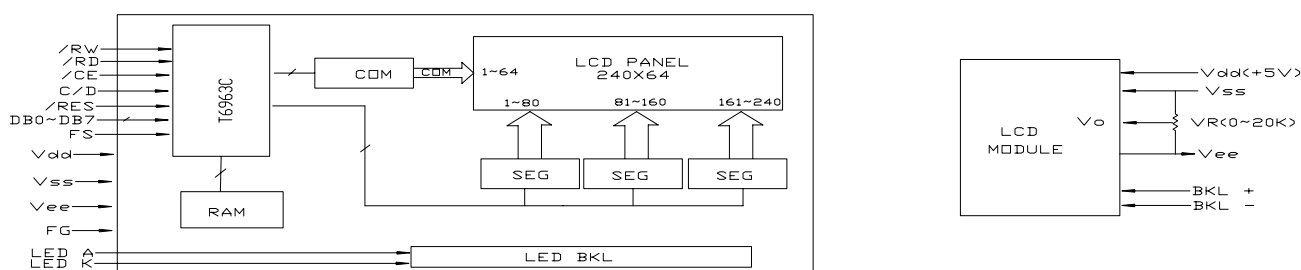 /RW
/RD
/CE
C/D
/RES
DB0~DB7
FS
Vdd
Vss
Vee
FG
LED A
LED K
T6963C
RAM
COM
COM
LCD PANEL
240X64
1~64
1~80
81~160
161~240
SEG
SEG
SEG
LED BKL
LCD
MODULE
Vo
Vdd(+5V)
Vss
VR(0~20K)
Vee
BKL +
BKL -